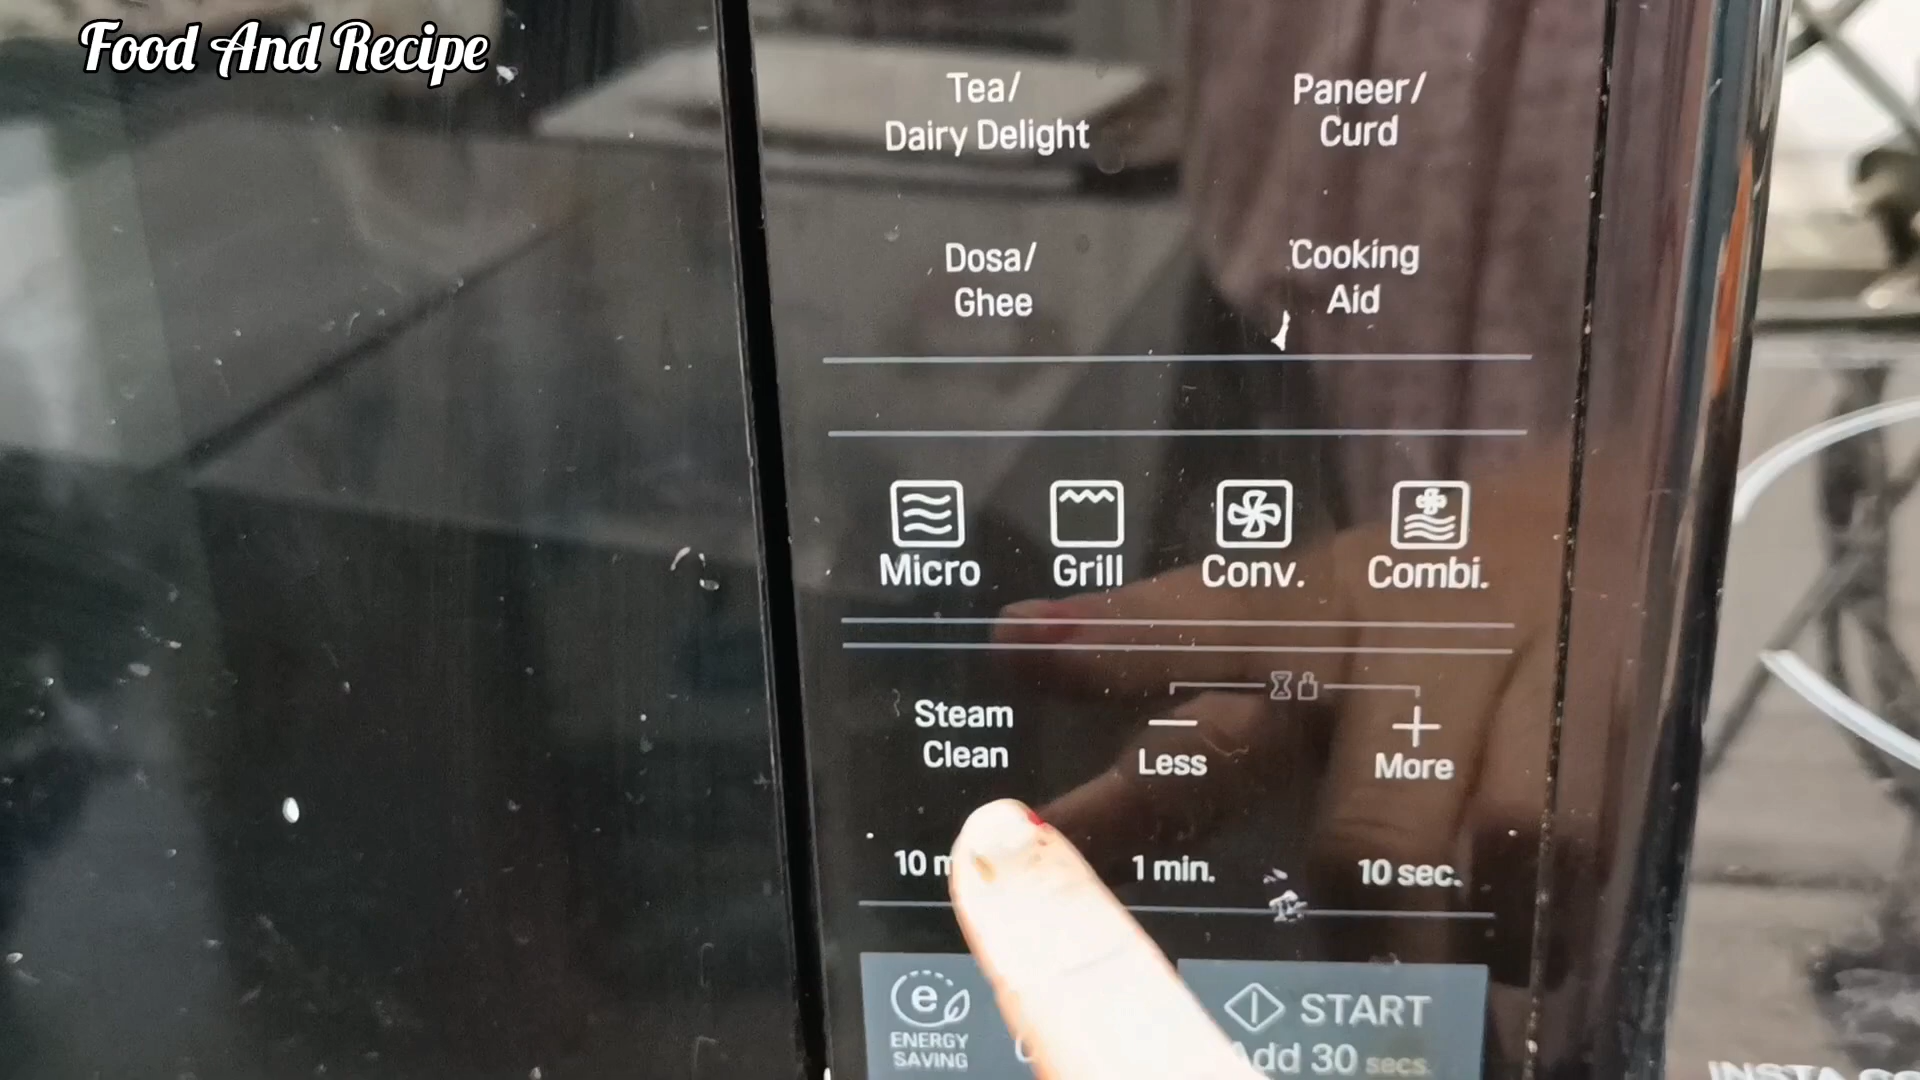 Food And Recipe
Tea/
Dairy Delight
Paneer/
Curd
Dosa/
Ghee
Cooking
Aid
Micro
Grill
Conv.
Combi.
Steam
Clean
Less
More
10
1 min.
10 sec.
ENERGY
SAVING
START
Add 30 secs.